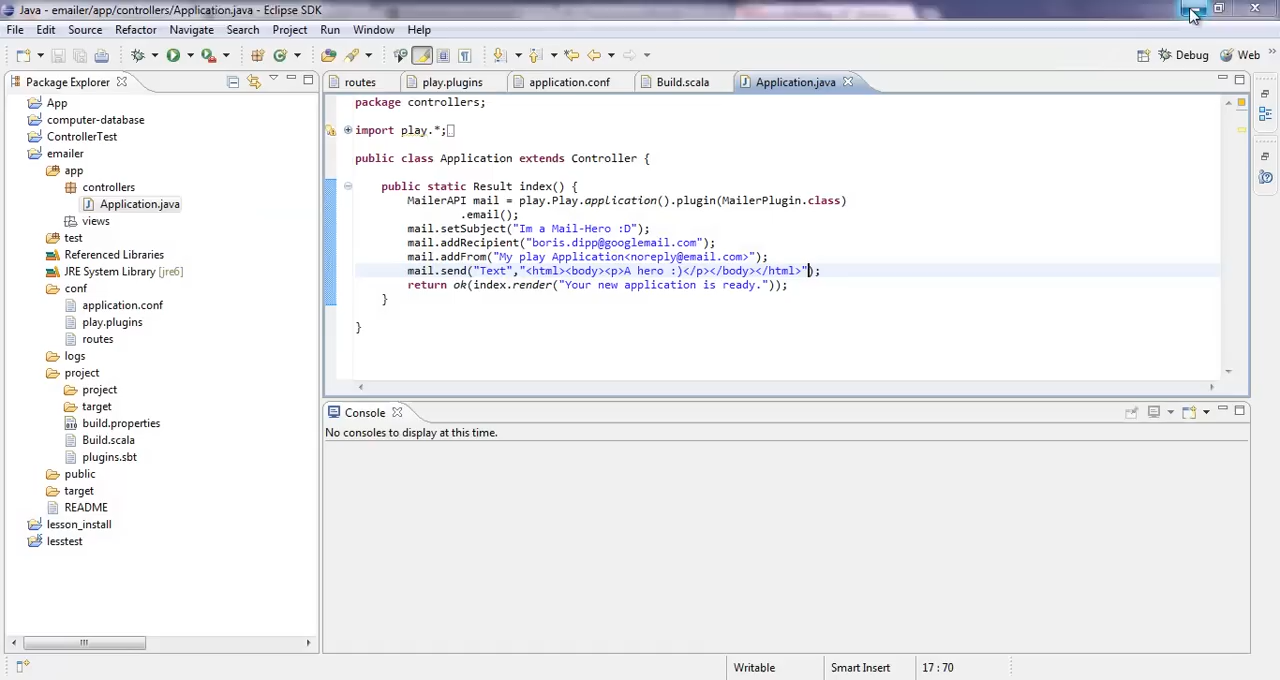 Java - emailer/app/controllers/Application.java - Eclipse SDK
File Edit Source Refactor Navigate Search Project Run Window Help
Debug Web »
Package Explorer
routes play.plugins application.conf Build.scala Application.java
App
computer-database
ControllerTest
emailer
app
controllers
Application.java
views
test
Referenced Libraries
JRE System Library [jre6]
conf
application.conf
play.plugins
routes
logs
project
project
target
build.properties
Build.scala
plugins.sbt
public
target
README
lesson_install
lesstest
package controllers;
import play.*;
public class Application extends Controller {
public static Result index() {
MailerAPI mail = play.Play.application().plugin(MailerPlugin.class)
.email();
mail.setSubject("Im a Mail-Hero :D");
mail.addRecipient("boris.dipp@googlemail.com");
mail.addFrom("My play Application<noreply@email.com>");
mail.send("Text","<html><body><p>A hero :)</p></body></html>");
return ok(index.render("Your new application is ready."));
}
}
Console
No consoles to display at this time.
Writable Smart Insert 17 : 70